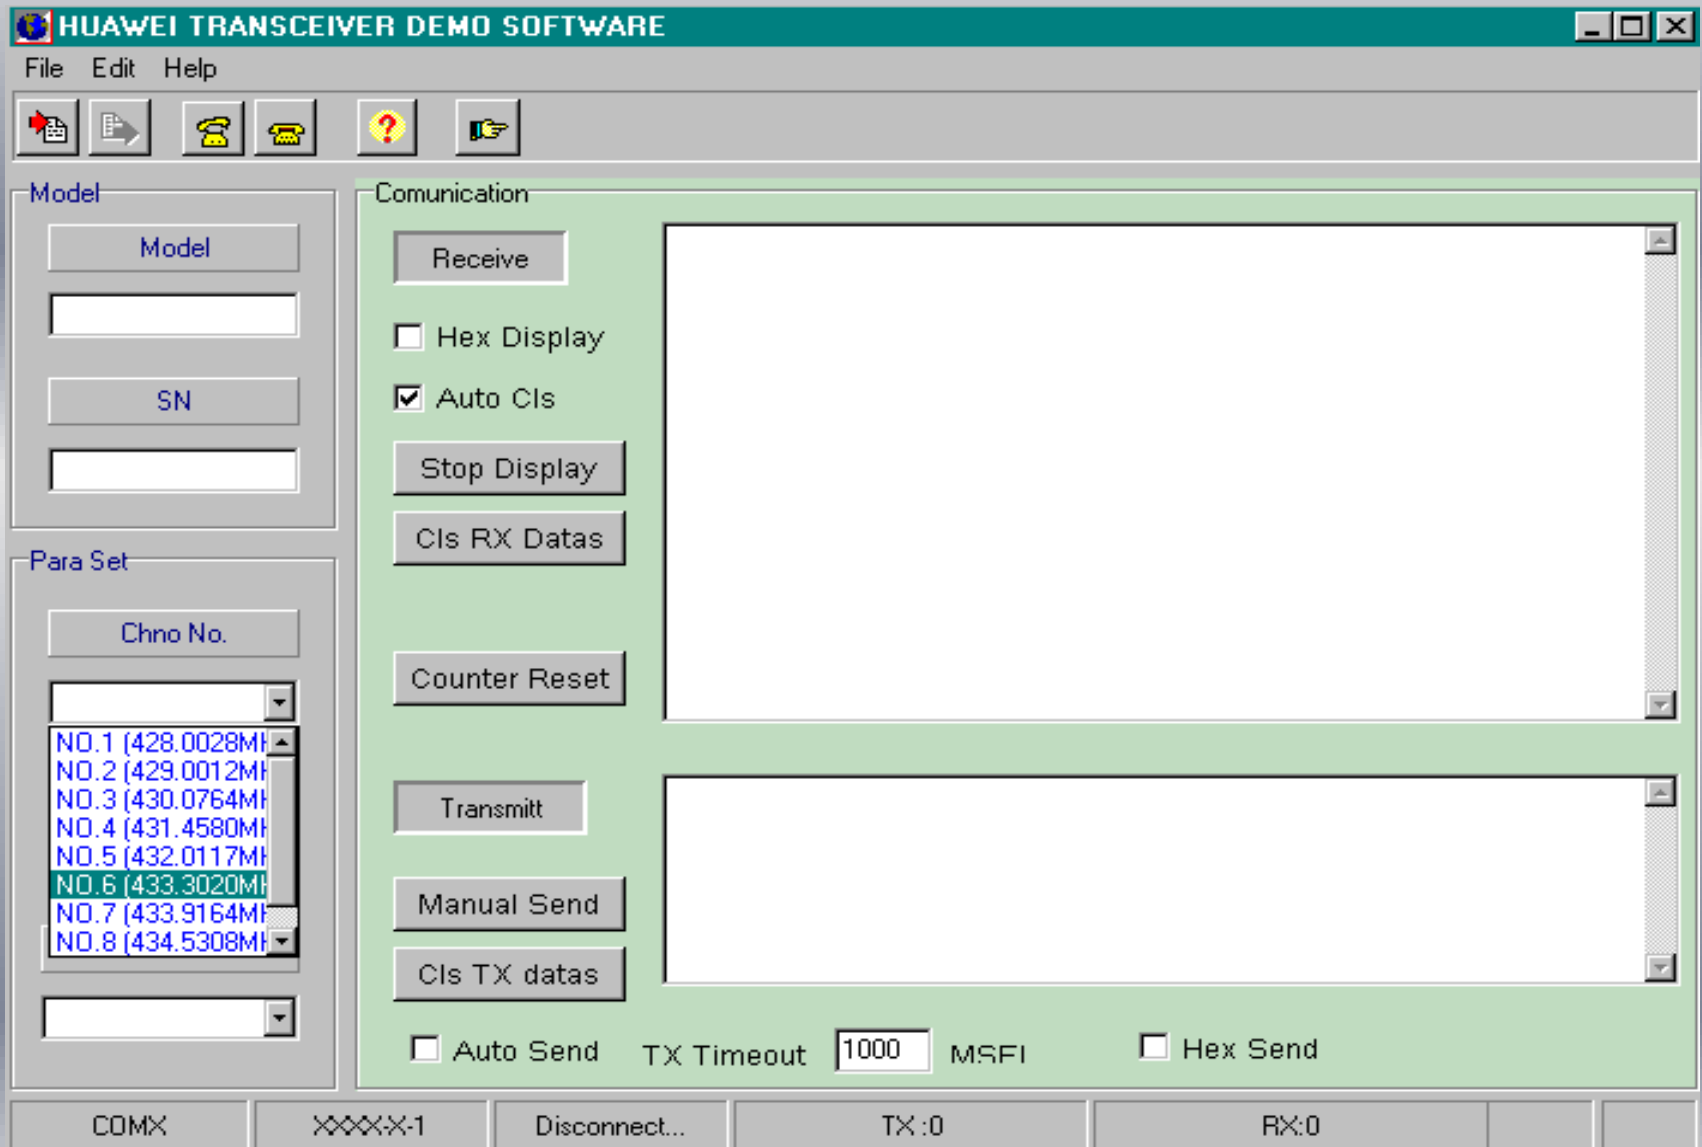 HUAWEI TRANSCEIVER DEMO SOFTWARE
File Edit Help
Model
Model
SN
Para Set
Chno No.
NO.1 (428.0028MH
NO.2 (429.0012MH
NO.3 (430.0764MH
NO.4 (431.4580MH
NO.5 (432.0117MH
NO.6 (433.3020MH
NO.7 (433.9164MH
NO.8 (434.5308MH
Comunication
Receive
Hex Display
Auto Cls
Stop Display
Cls RX Datas
Counter Reset
Transmitt
Manual Send
Cls TX datas
Auto Send TX Timeout 1000 Hex Send
COMX XXXX-X-1 Disconnect... TX :0 RX:0